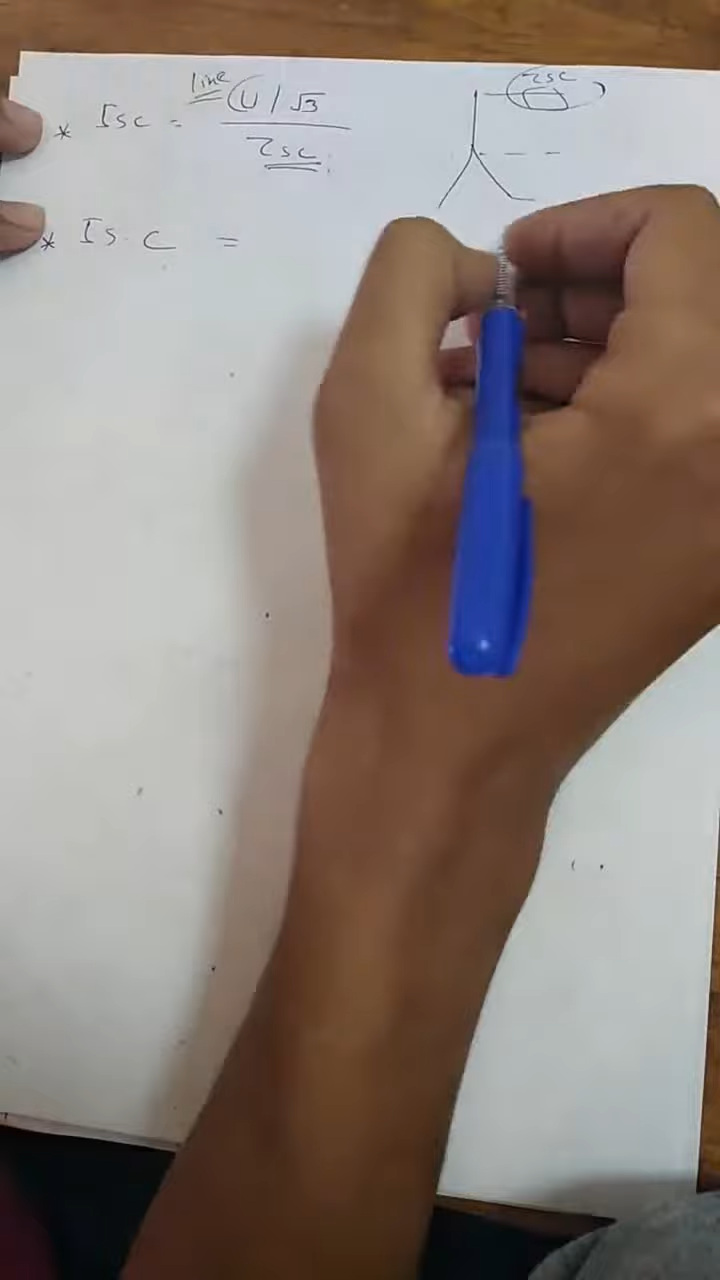 line
* Isc = U / √3
Zsc
Zsc
* Is.c =